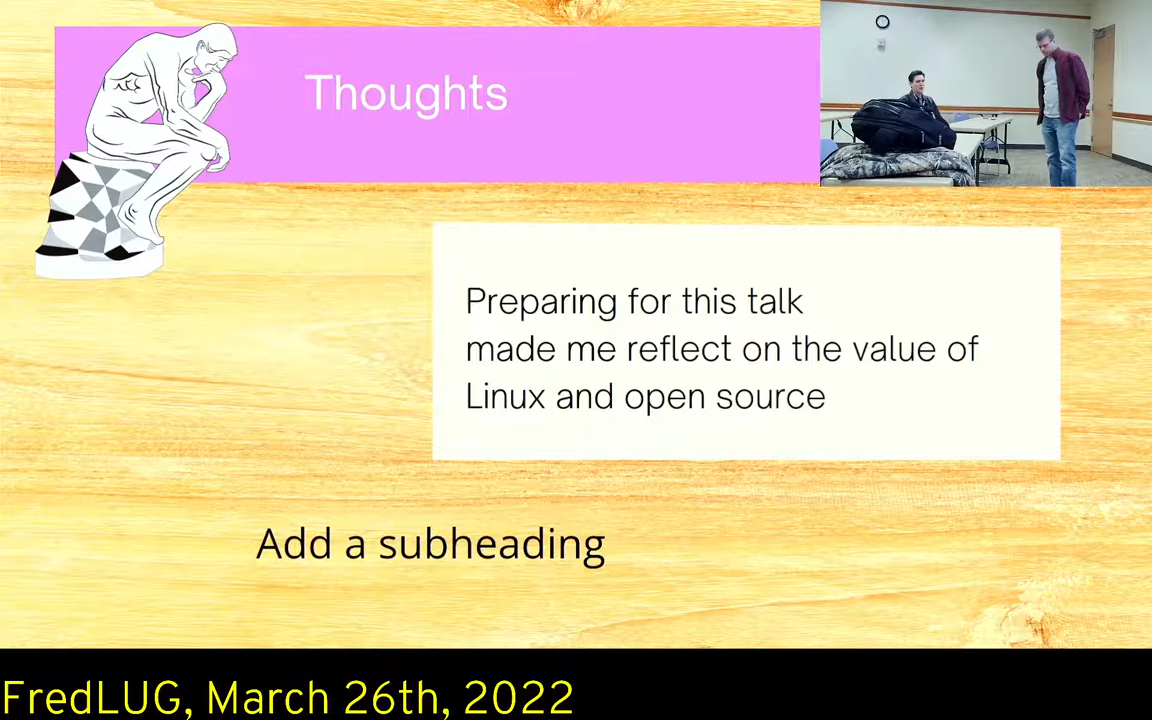 Thoughts
Preparing for this talk
made me reflect on the value of
Linux and open source
Add a subheading
FredLUG, March 26th, 2022